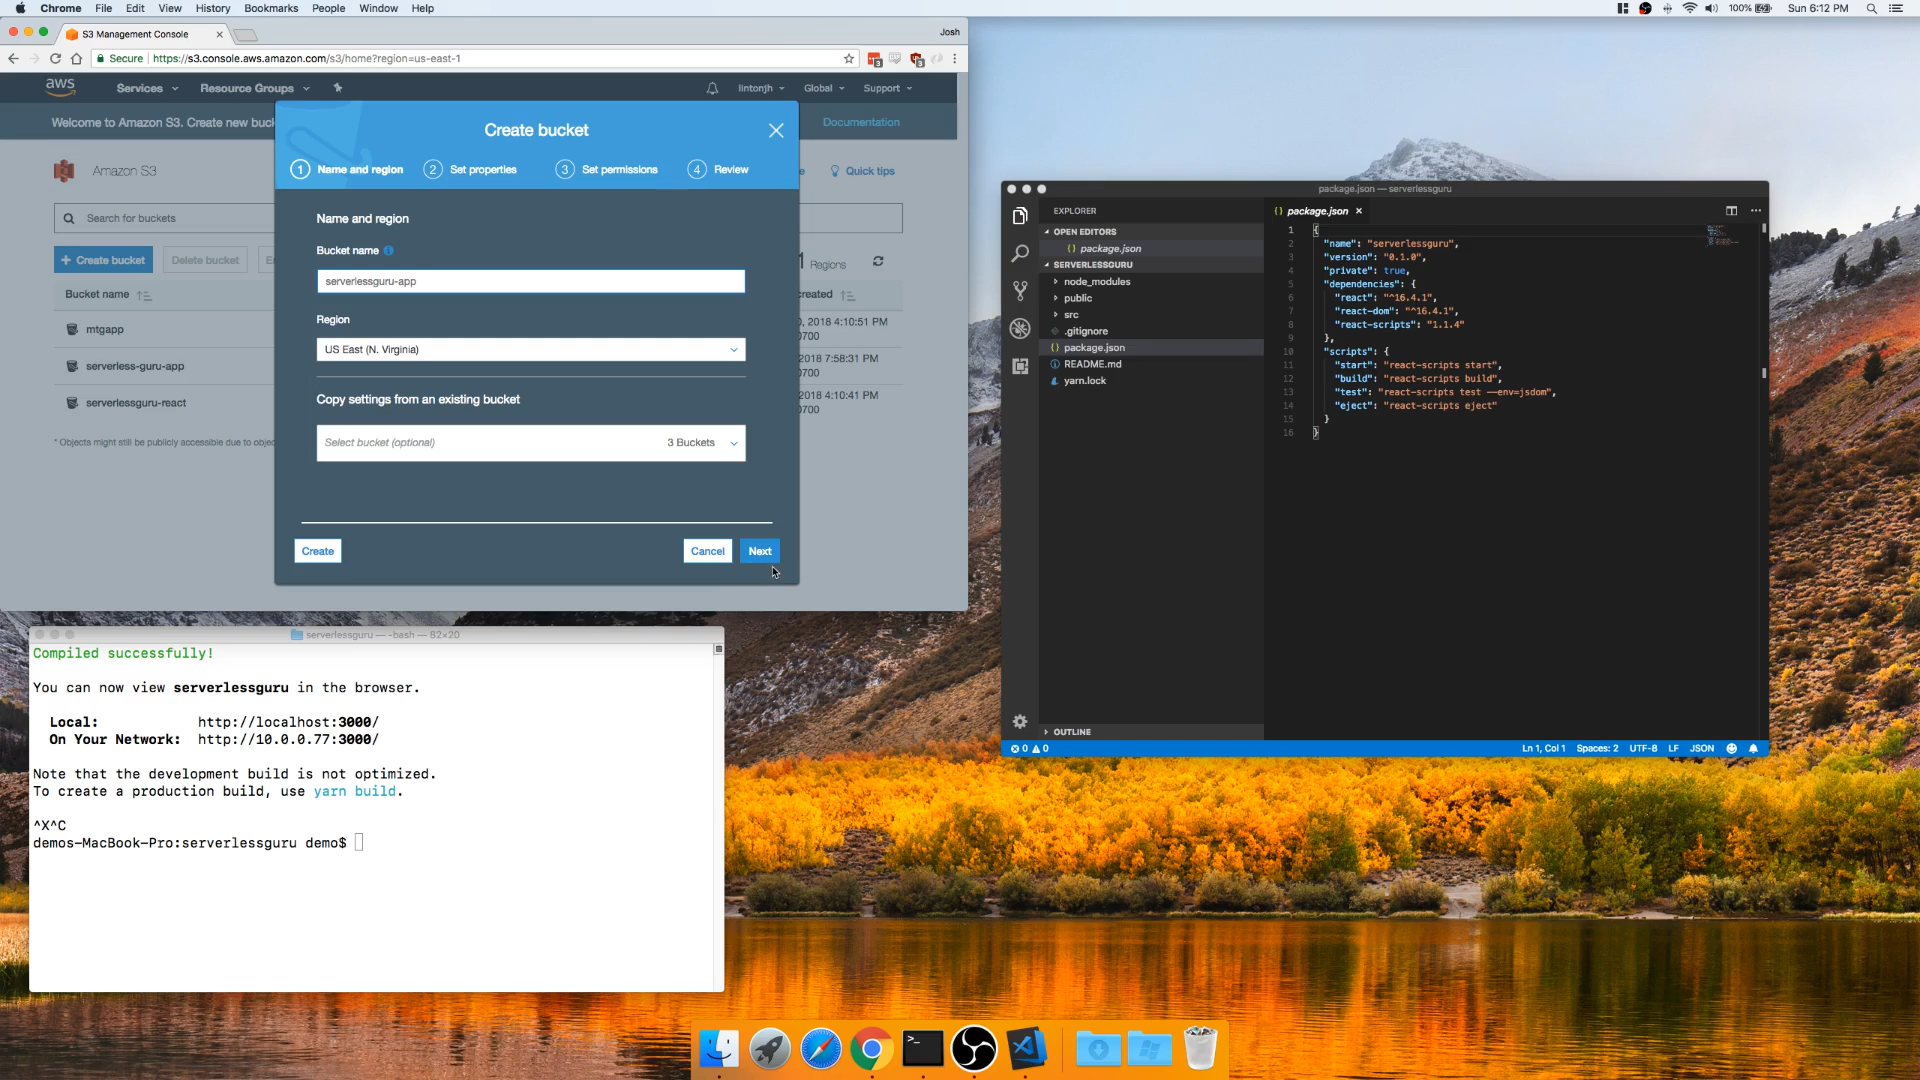 Chrome File Edit View History Bookmarks People Window Help
100% Sun 6:12 PM
S3 Management Console
Josh
Secure https://s3.console.aws.amazon.com/s3/home?region=us-east-1
aws Services Resource Groups lintonjh Global Support
Welcome to Amazon S3. Create new buck
Documentation
Amazon S3
Quick tips
Search for buckets
+ Create bucket
Delete bucket
Regions
Bucket name
created
mtgapp
0, 2018 4:10:51 PM
0700
serverless-guru-app
2018 7:58:31 PM
0700
serverlessguru-react
2018 4:10:41 PM
0700
* Objects might still be publicly accessible due to objec
Create bucket
1 Name and region
2 Set properties
3 Set permissions
4 Review
Name and region
Bucket name
serverlessguru-app
Region
US East (N. Virginia)
Copy settings from an existing bucket
Select bucket (optional) 3 Buckets
Create
Cancel
Next
package.json — serverlessguru
EXPLORER
OPEN EDITORS
{} package.json
SERVERLESSGURU
node_modules
public
src
.gitignore
{} package.json
README.md
yarn.lock
OUTLINE
{} package.json
1 {
2 "name": "serverlessguru",
3 "version": "0.1.0",
4 "private": true,
5 "dependencies": {
6 "react": "^16.4.1",
7 "react-dom": "^16.4.1",
8 "react-scripts": "1.1.4"
9 },
10 "scripts": {
11 "start": "react-scripts start",
12 "build": "react-scripts build",
13 "test": "react-scripts test --env=jsdom",
14 "eject": "react-scripts eject"
15 }
16 }
0 0
Ln 1, Col 1 Spaces: 2 UTF-8 LF JSON
serverlessguru — -bash — 82×20
Compiled successfully!
You can now view serverlessguru in the browser.
Local: http://localhost:3000/
On Your Network: http://10.0.0.77:3000/
Note that the development build is not optimized.
To create a production build, use yarn build.
^X^C
demos-MacBook-Pro:serverlessguru demo$